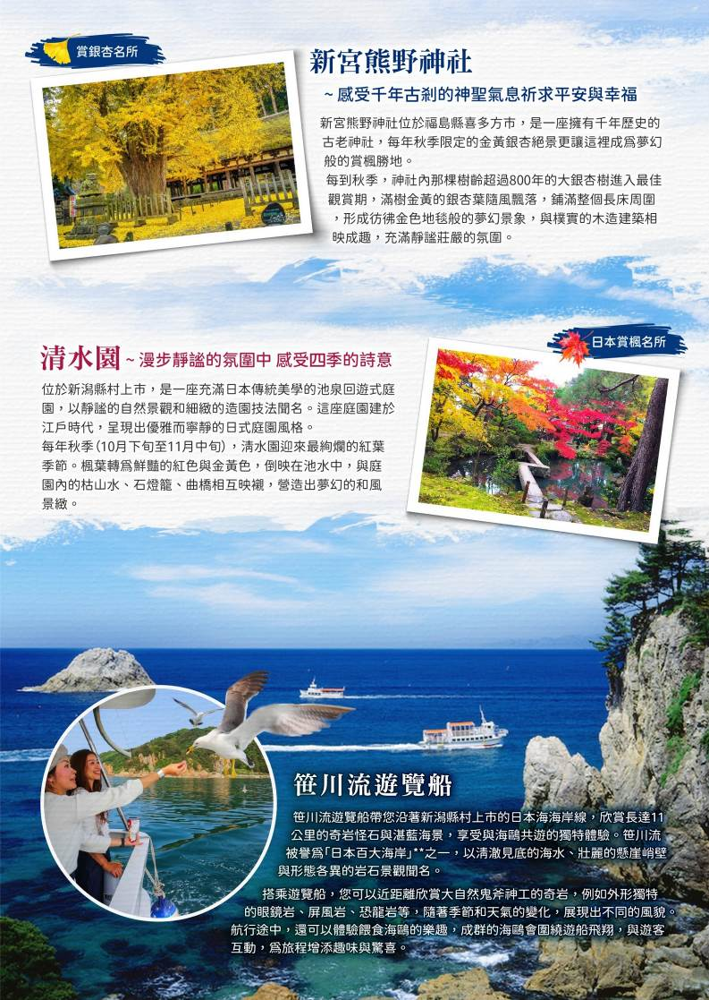 賞銀杏名所
新宮熊野神社
~ 感受千年古剎的神聖氣息祈求平安與幸福
新宮熊野神社位於福島縣喜多方市，是一座擁有千年歷史的
古老神社，每年秋季限定的金黃銀杏絕景更讓這裡成為夢幻
般的賞楓勝地。
每到秋季，神社內那棵樹齡超過800年的大銀杏樹進入最佳
觀賞期，滿樹金黃的銀杏葉隨風飄落，鋪滿整個長床周圍
，形成彷彿金色地毯般的夢幻景象，與樸實的木造建築相
映成趣，充滿靜謐莊嚴的氛圍。
日本賞楓名所
清水園 ~ 漫步靜謐的氛圍中 感受四季的詩意
位於新潟縣村上市，是一座充滿日本傳統美學的池泉回遊式庭
園，以靜謐的自然景觀和細緻的造園技法聞名。這座庭園建於
江戶時代，呈現出優雅而寧靜的日式庭園風格。
每年秋季（10月下旬至11月中旬），清水園迎來最絢爛的紅葉
季節。楓葉轉為鮮豔的紅色與金黃色，倒映在池水中，與庭
園內的枯山水、石燈籠、曲橋相互映襯，營造出夢幻的和風
景緻。
笹川流遊覽船
笹川流遊覽船帶您沿著新潟縣村上市的日本海海岸線，欣賞長達11
公里的奇岩怪石與湛藍海景，享受與海鷗共遊的獨特體驗。笹川流
被譽為「日本百大海岸」**之一，以清澈見底的海水、壯麗的懸崖峭壁
與形態各異的岩石景觀聞名。
搭乘遊覽船，您可以近距離欣賞大自然鬼斧神工的奇岩，例如外形獨特
的眼鏡岩、屏風岩、恐龍岩等，隨著季節和天氣的變化，展現出不同的風貌。
航行途中，還可以體驗餵食海鷗的樂趣，成群的海鷗會圍繞遊船飛翔，與遊客
互動，為旅程增添趣味與驚喜。